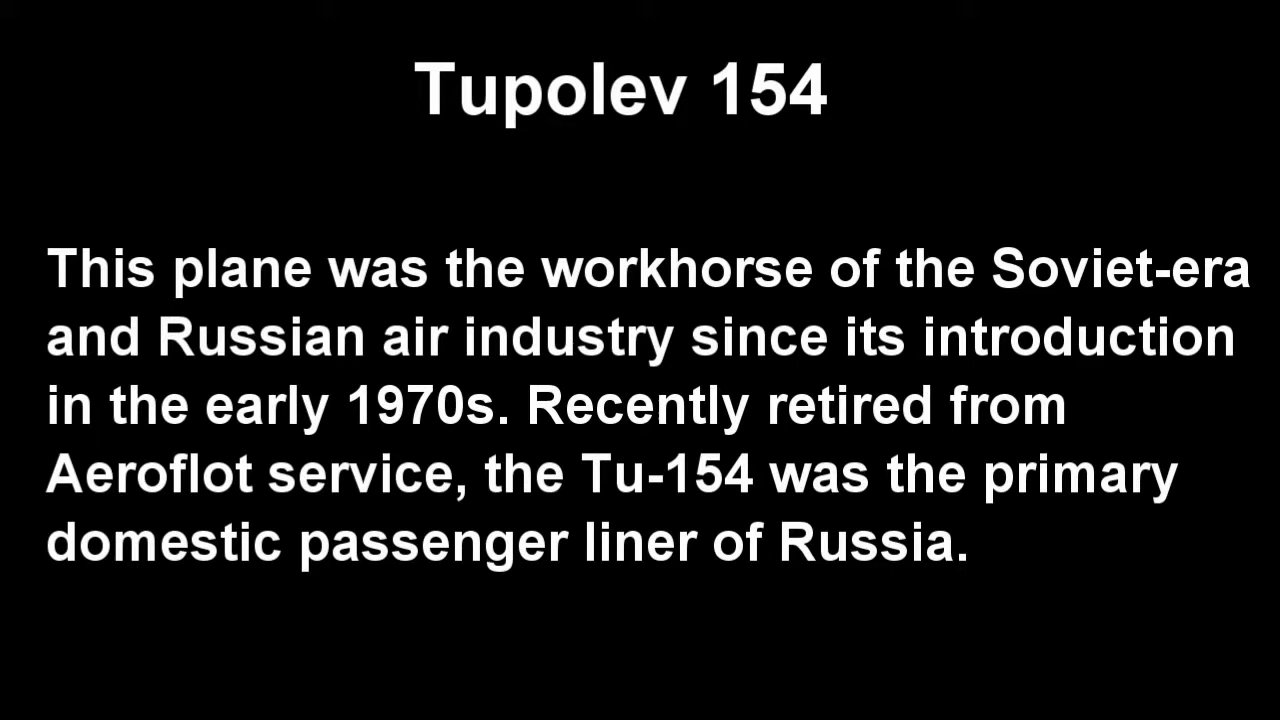 Tupolev 154
This plane was the workhorse of the Soviet-era
and Russian air industry since its introduction
in the early 1970s. Recently retired from
Aeroflot service, the Tu-154 was the primary
domestic passenger liner of Russia.